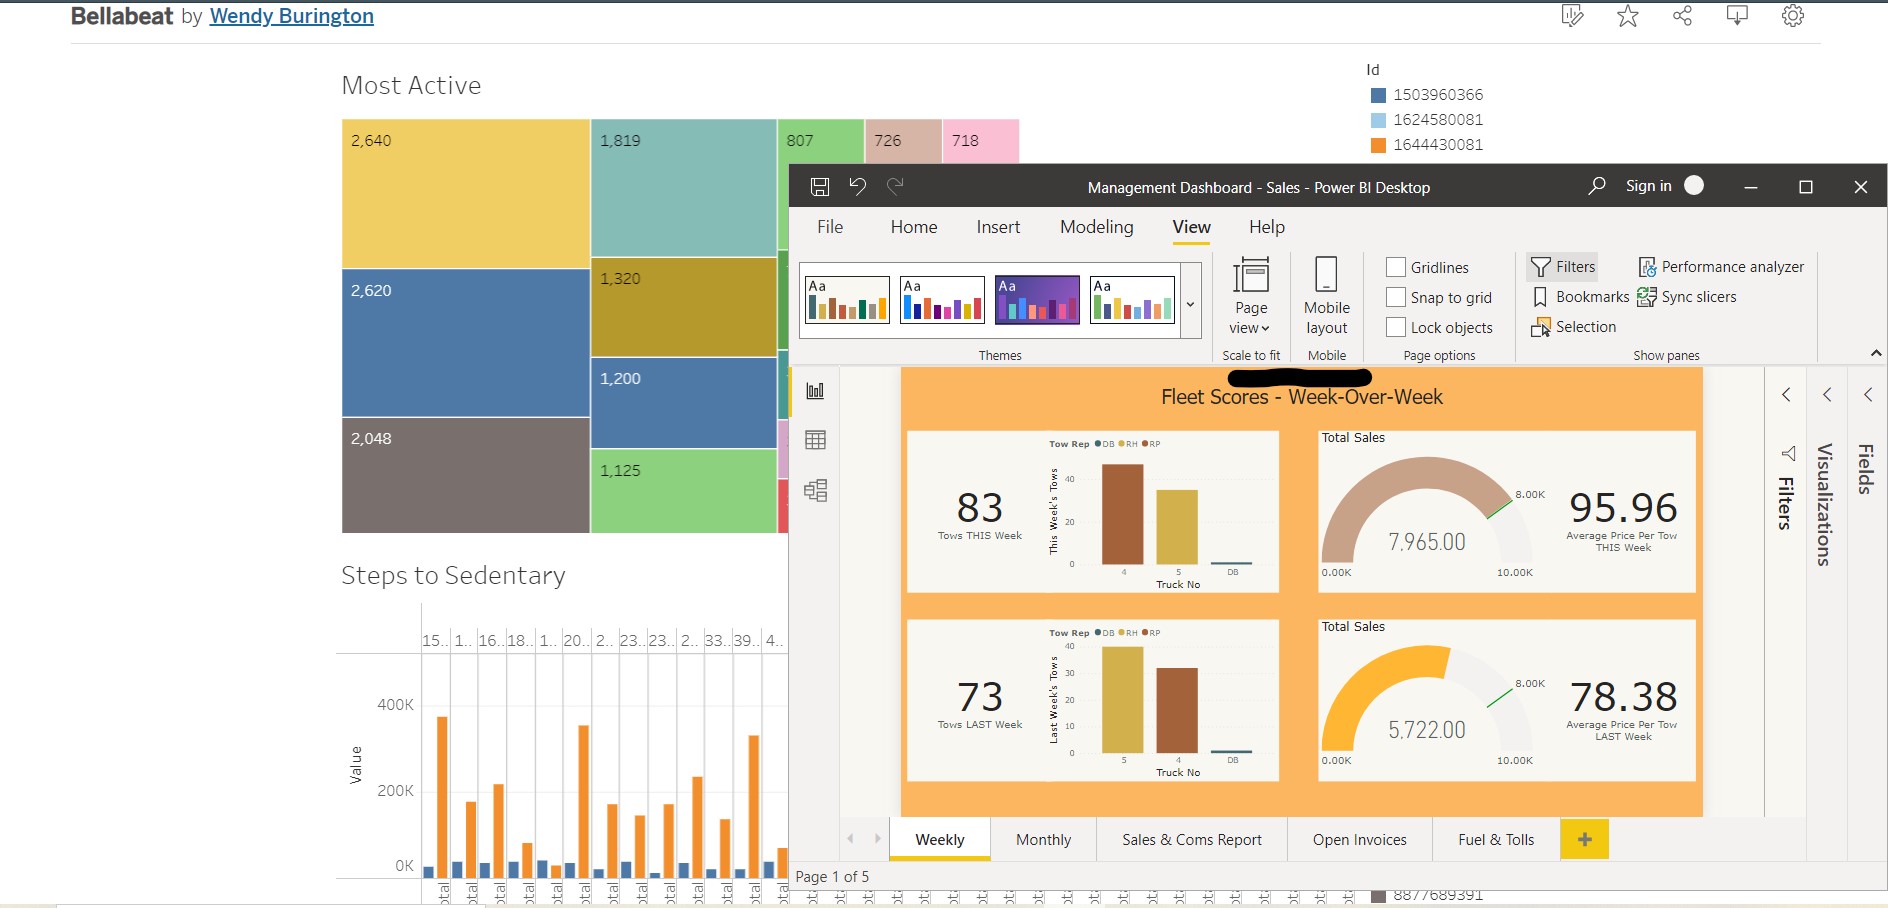 Bellabeat by Wendy Burington
Most Active
2,640
1,819
807
726
718
2,620
1,320
1,200
2,048
1,125
Id
1503960366
1624580081
1644430081
Steps to Sedentary
15.. 1.. 16.. 18.. 1.. 20.. 2.. 23.. 23.. 2.. 33.. 39.. 4..
Value
400K
200K
0K
8877689391
Management Dashboard - Sales - Power BI Desktop
Sign in
File Home Insert Modeling View Help
Aa Aa Aa Aa
Themes
Page view
Scale to fit
Mobile layout
Mobile
Gridlines
Snap to grid
Lock objects
Page options
Filters
Bookmarks
Selection
Performance analyzer
Sync slicers
Show panes
Fleet Scores - Week-Over-Week
83
Tows THIS Week
Tow Rep DB RH RP
This Week's Tows
40
20
0
4 5 DB
Truck No
Total Sales
8.00K
7,965.00
0.00K 10.00K
95.96
Average Price Per Tow
THIS Week
73
Tows LAST Week
Tow Rep DB RH RP
Last Week's Tows
40
30
20
10
0
5 4 DB
Truck No
Total Sales
8.00K
5,722.00
0.00K 10.00K
78.38
Average Price Per Tow
LAST Week
Filters
Visualizations
Fields
Weekly Monthly Sales & Coms Report Open Invoices Fuel & Tolls +
Page 1 of 5